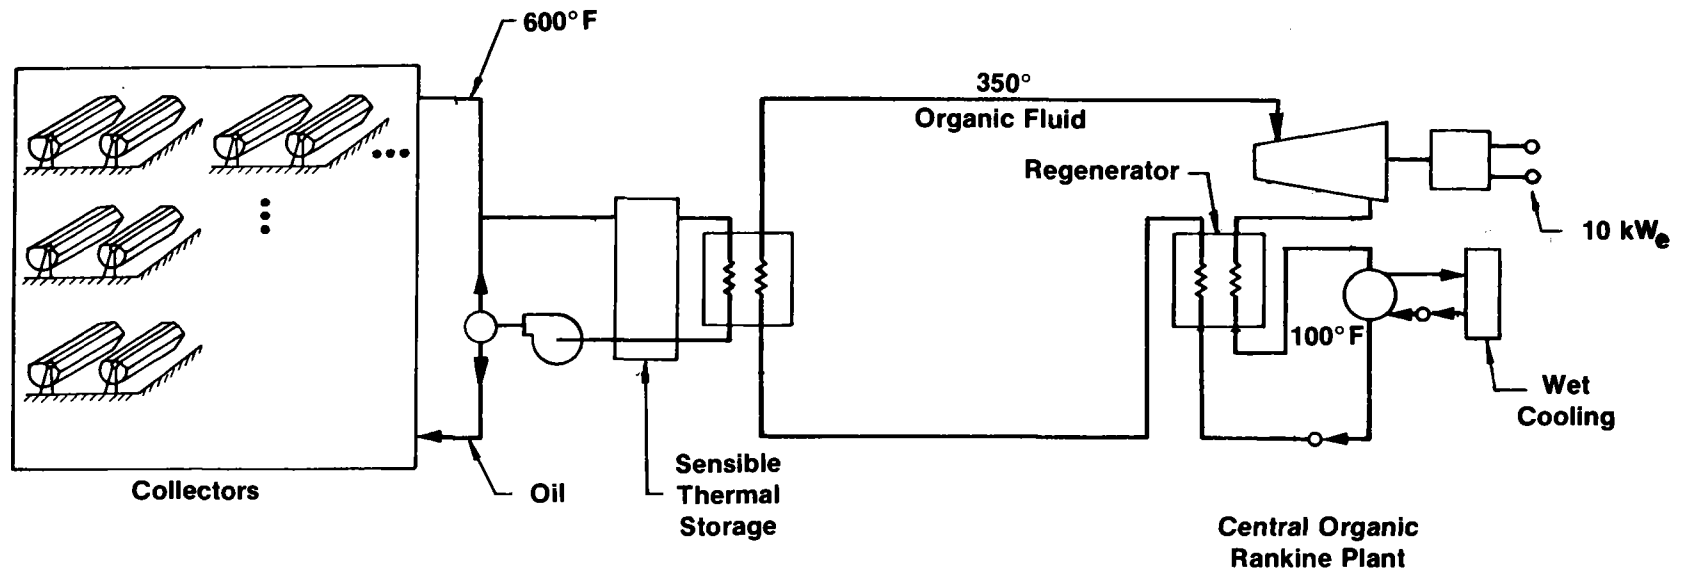 600°F
350°
Organic Fluid
Regenerator
10 kWe
100°F
Wet
Cooling
Sensible
Thermal
Storage
Oil
Collectors
Central Organic
Rankine Plant